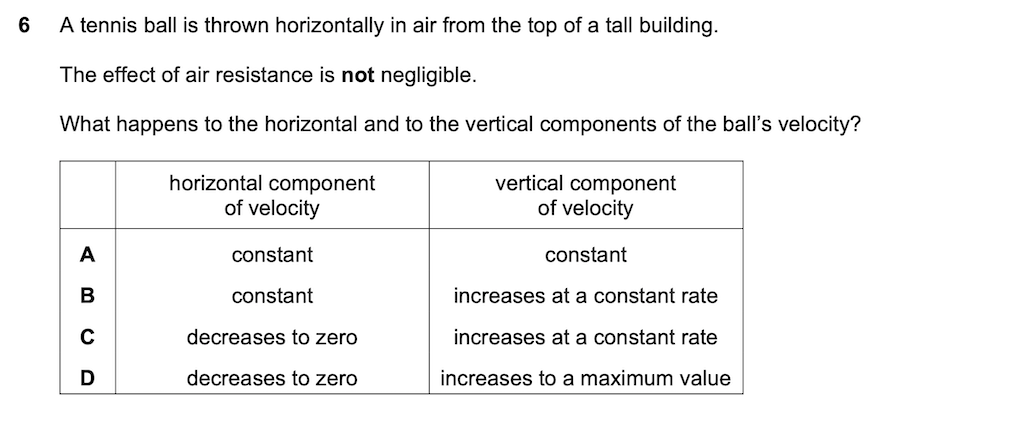 6 A tennis ball is thrown horizontally in air from the top of a tall building.
The effect of air resistance is not negligible.
What happens to the horizontal and to the vertical components of the ball's velocity?
horizontal component vertical component
of velocity of velocity
A constant constant
B constant increases at a constant rate
C decreases to zero increases at a constant rate
D decreases to zero increases to a maximum value